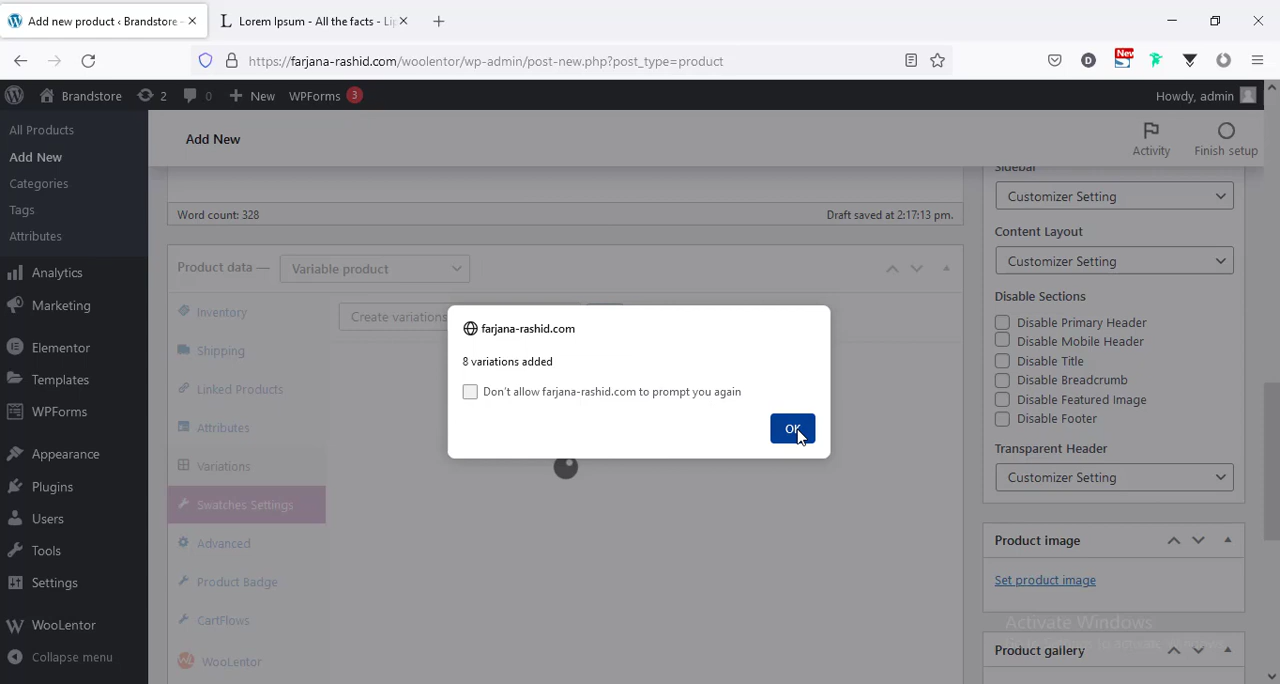 Add new product ‹ Brandstore -
Lorem Ipsum - All the facts - Li
https://farjana-rashid.com/woolentor/wp-admin/post-new.php?post_type=product
New
D
Brandstore 2 0 New WPForms 3
Howdy, admin
All Products
Add New
Categories
Tags
Attributes
Analytics
Marketing
Elementor
Templates
WPForms
Appearance
Plugins
Users
Tools
Settings
WooLentor
Collapse menu
Add New
Activity
Finish setup
Word count: 328
Draft saved at 2:17:13 pm.
Product data —
Variable product
Inventory
Shipping
Linked Products
Attributes
Variations
Swatches Settings
Advanced
Product Badge
CartFlows
WooLentor
Create variations
farjana-rashid.com
8 variations added
Don't allow farjana-rashid.com to prompt you again
OK
Sidebar
Customizer Setting
Content Layout
Customizer Setting
Disable Sections
Disable Primary Header
Disable Mobile Header
Disable Title
Disable Breadcrumb
Disable Featured Image
Disable Footer
Transparent Header
Customizer Setting
Product image
Set product image
Activate Windows
Product gallery